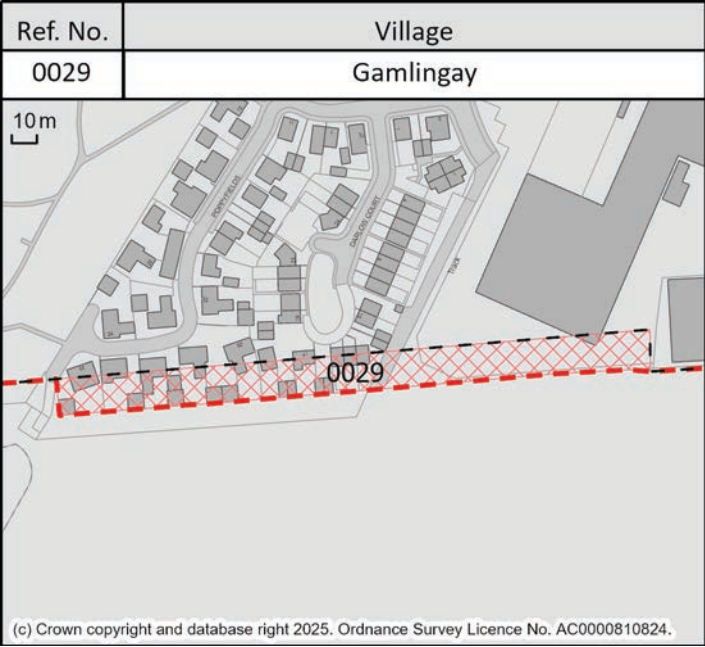 Ref. No. Village
0029 Gamlingay
10 m
POPPYFIELDS
DARLOW COURT
Track
0029
(c) Crown copyright and database right 2025. Ordnance Survey Licence No. AC0000810824.